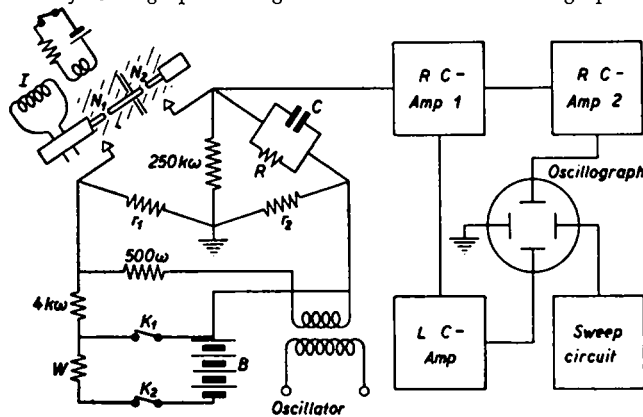 I
N₁
N₂
C
R
250kω
r₁
r₂
500ω
4kω
K₁
W
K₂
B
Oscillator
R C-
Amp 1
R C-
Amp 2
Oscillograph
L C-
Amp
Sweep
circuit